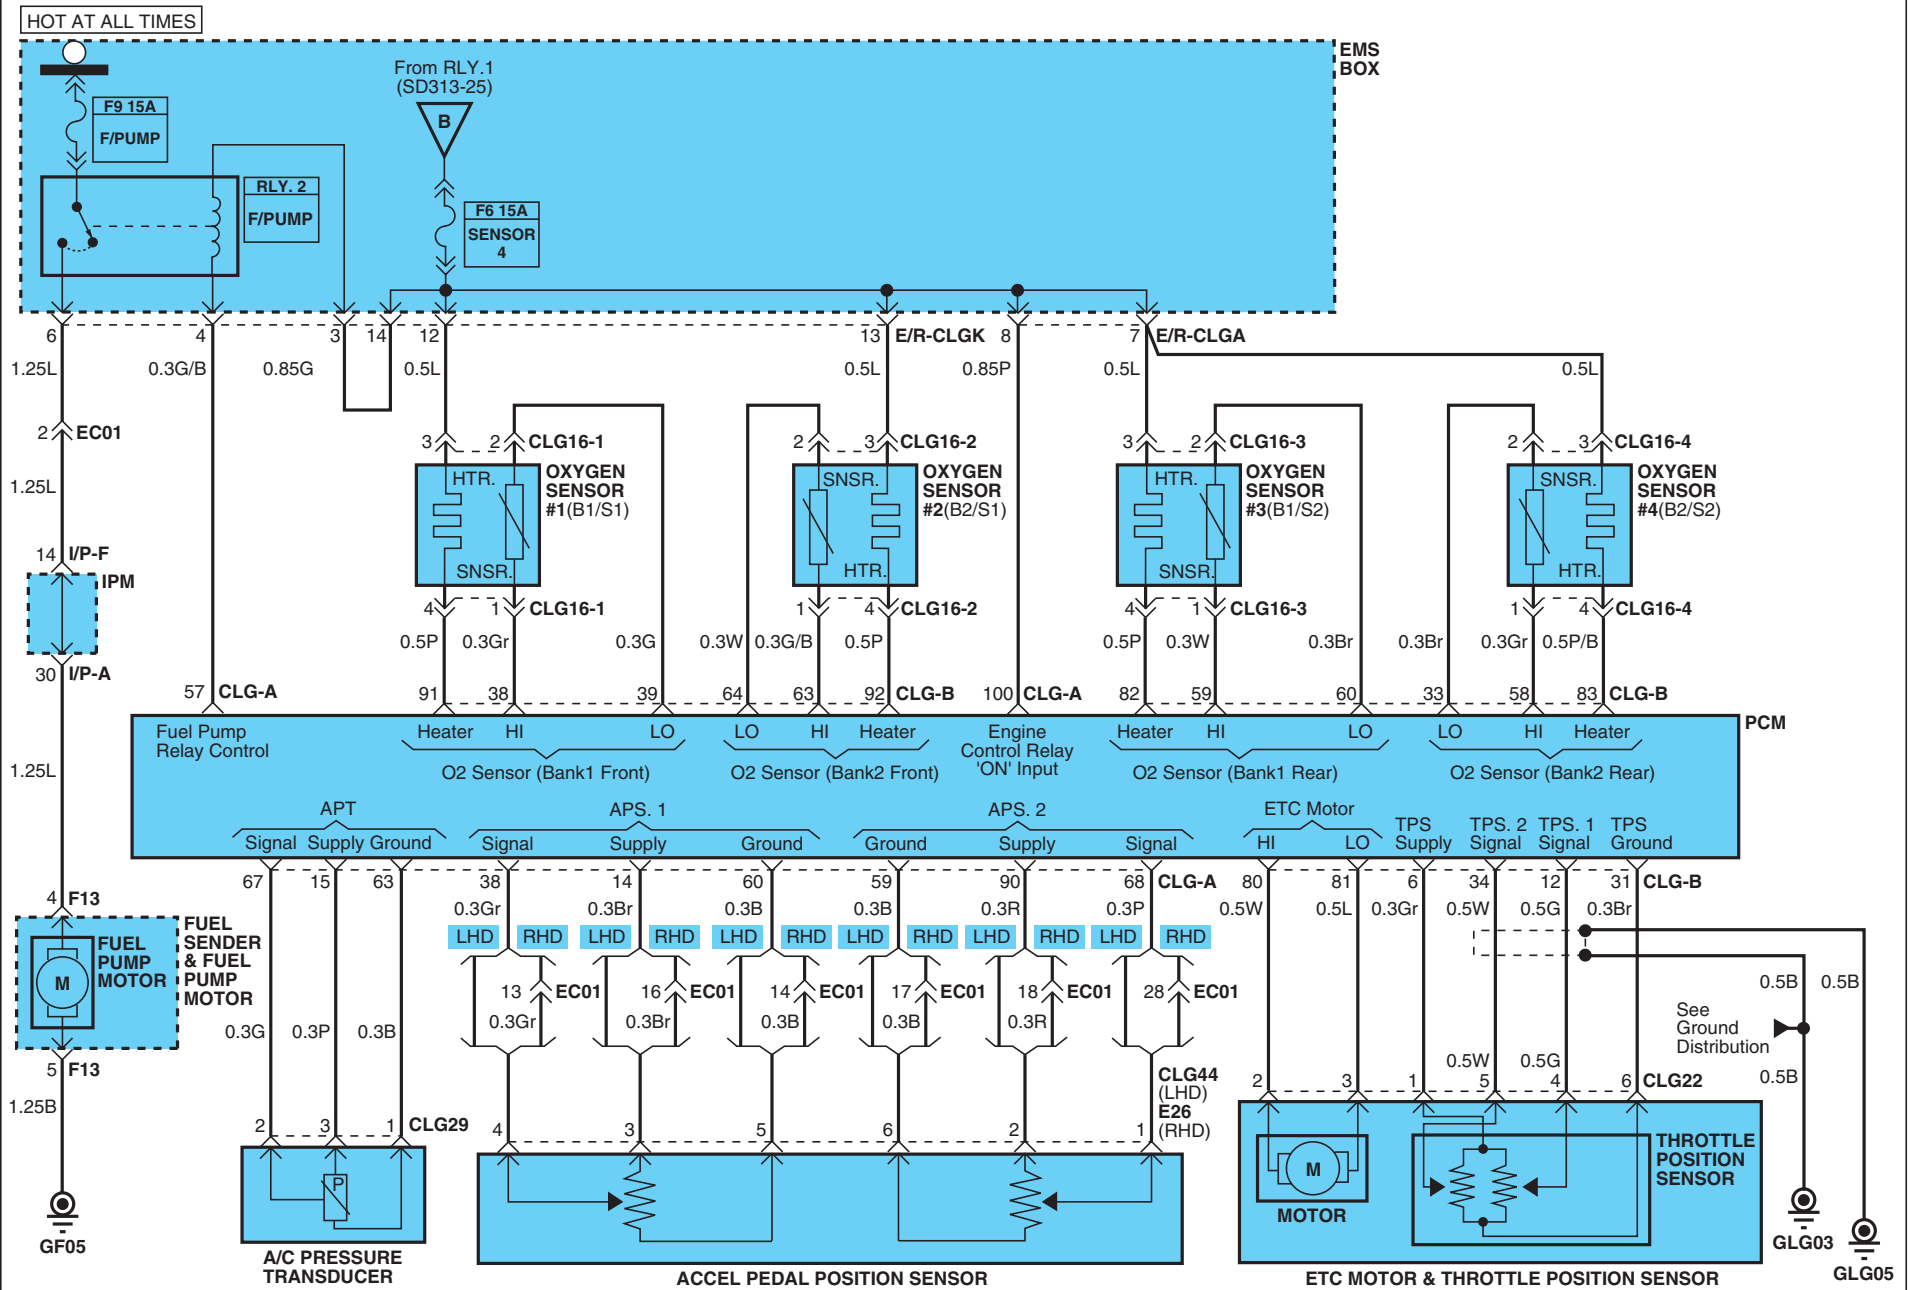 HOT AT ALL TIMES
EMS
BOX
From RLY.1
(SD313-25)
B
F9 15A
F/PUMP
RLY. 2
F/PUMP
F6 15A
SENSOR
4
6 4 3 14 12 13 E/R-CLGK 8 7 E/R-CLGA
1.25L 0.3G/B 0.85G 0.5L 0.5L 0.85P 0.5L 0.5L
2 EC01
3 2 CLG16-1 2 3 CLG16-2 3 2 CLG16-3 2 3 CLG16-4
HTR. SNSR. HTR. SNSR.
OXYGEN
SENSOR
#1(B1/S1)
OXYGEN
SENSOR
#2(B2/S1)
OXYGEN
SENSOR
#3(B1/S2)
OXYGEN
SENSOR
#4(B2/S2)
1.25L
14 I/P-F
SNSR. HTR. SNSR. HTR.
IPM
4 1 CLG16-1 1 4 CLG16-2 4 1 CLG16-3 1 4 CLG16-4
0.5P 0.3Gr 0.3G 0.3W 0.3G/B 0.5P 0.5P 0.3W 0.3Br 0.3Br 0.3Gr 0.5P/B
30 I/P-A
57 CLG-A 91 38 39 64 63 92 CLG-B 100 CLG-A 82 59 60 33 58 83 CLG-B
PCM
Fuel Pump
Relay Control
Heater HI LO
O2 Sensor (Bank1 Front)
LO HI Heater
O2 Sensor (Bank2 Front)
Engine
Control Relay
'ON' Input
Heater HI LO
O2 Sensor (Bank1 Rear)
LO HI Heater
O2 Sensor (Bank2 Rear)
1.25L
APT
Signal Supply Ground
APS. 1
Signal Supply Ground
APS. 2
Ground Supply Signal
ETC Motor
HI LO
TPS
Supply
TPS. 2
Signal
TPS. 1
Signal
TPS
Ground
67 15 63 38 14 60 59 90 68 CLG-A 80 81 6 34 12 31 CLG-B
0.3Gr 0.3Br 0.3B 0.3B 0.3R 0.3P 0.5W 0.5L 0.3Gr 0.5W 0.5G 0.3Br
4 F13
LHD RHD LHD RHD LHD RHD LHD RHD LHD RHD LHD RHD
FUEL
SENDER
& FUEL
PUMP
MOTOR
FUEL
PUMP
MOTOR
M
13 EC01 16 EC01 14 EC01 17 EC01 18 EC01 28 EC01
0.3Gr 0.3Br 0.3B 0.3B 0.3R
0.3G 0.3P 0.3B
0.5B 0.5B
See
Ground
Distribution
0.5W 0.5G
0.5B
5 F13
1.25B
CLG44
(LHD)
E26
(RHD)
2 3 1 CLG29
4 3 5 6 2 1
2 3 1 5 4 6 CLG22
P
M
MOTOR
THROTTLE
POSITION
SENSOR
GF05
GLG03
GLG05
A/C PRESSURE
TRANSDUCER
ACCEL PEDAL POSITION SENSOR
ETC MOTOR & THROTTLE POSITION SENSOR